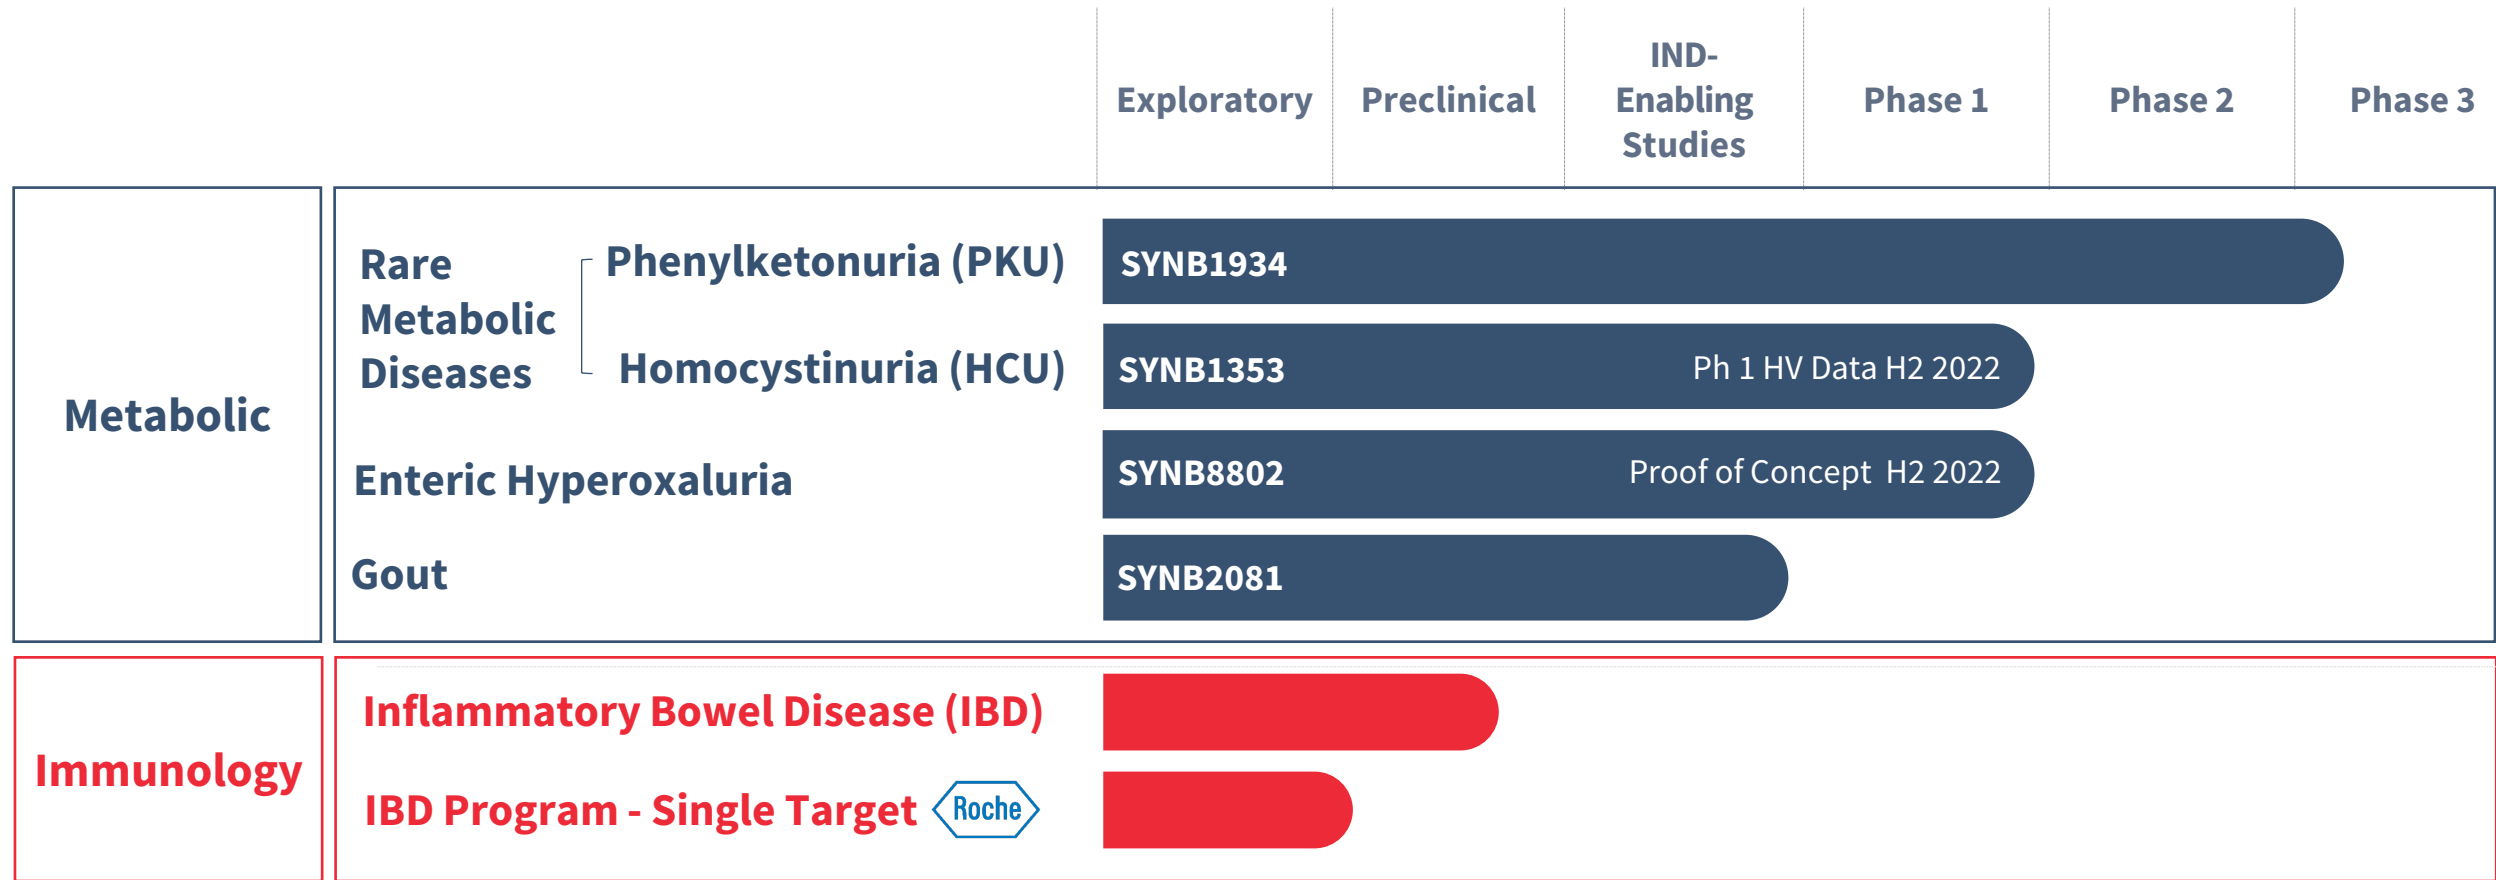 Exploratory
Preclinical
IND-
Enabling
Studies
Phase 1
Phase 2
Phase 3
Metabolic
Rare
Metabolic
Diseases
Phenylketonuria (PKU)
SYNB1934
Homocystinuria (HCU)
SYNB1353
Ph 1 HV Data H2 2022
Enteric Hyperoxaluria
SYNB8802
Proof of Concept H2 2022
Gout
SYNB2081
Immunology
Inflammatory Bowel Disease (IBD)
IBD Program - Single Target
Roche